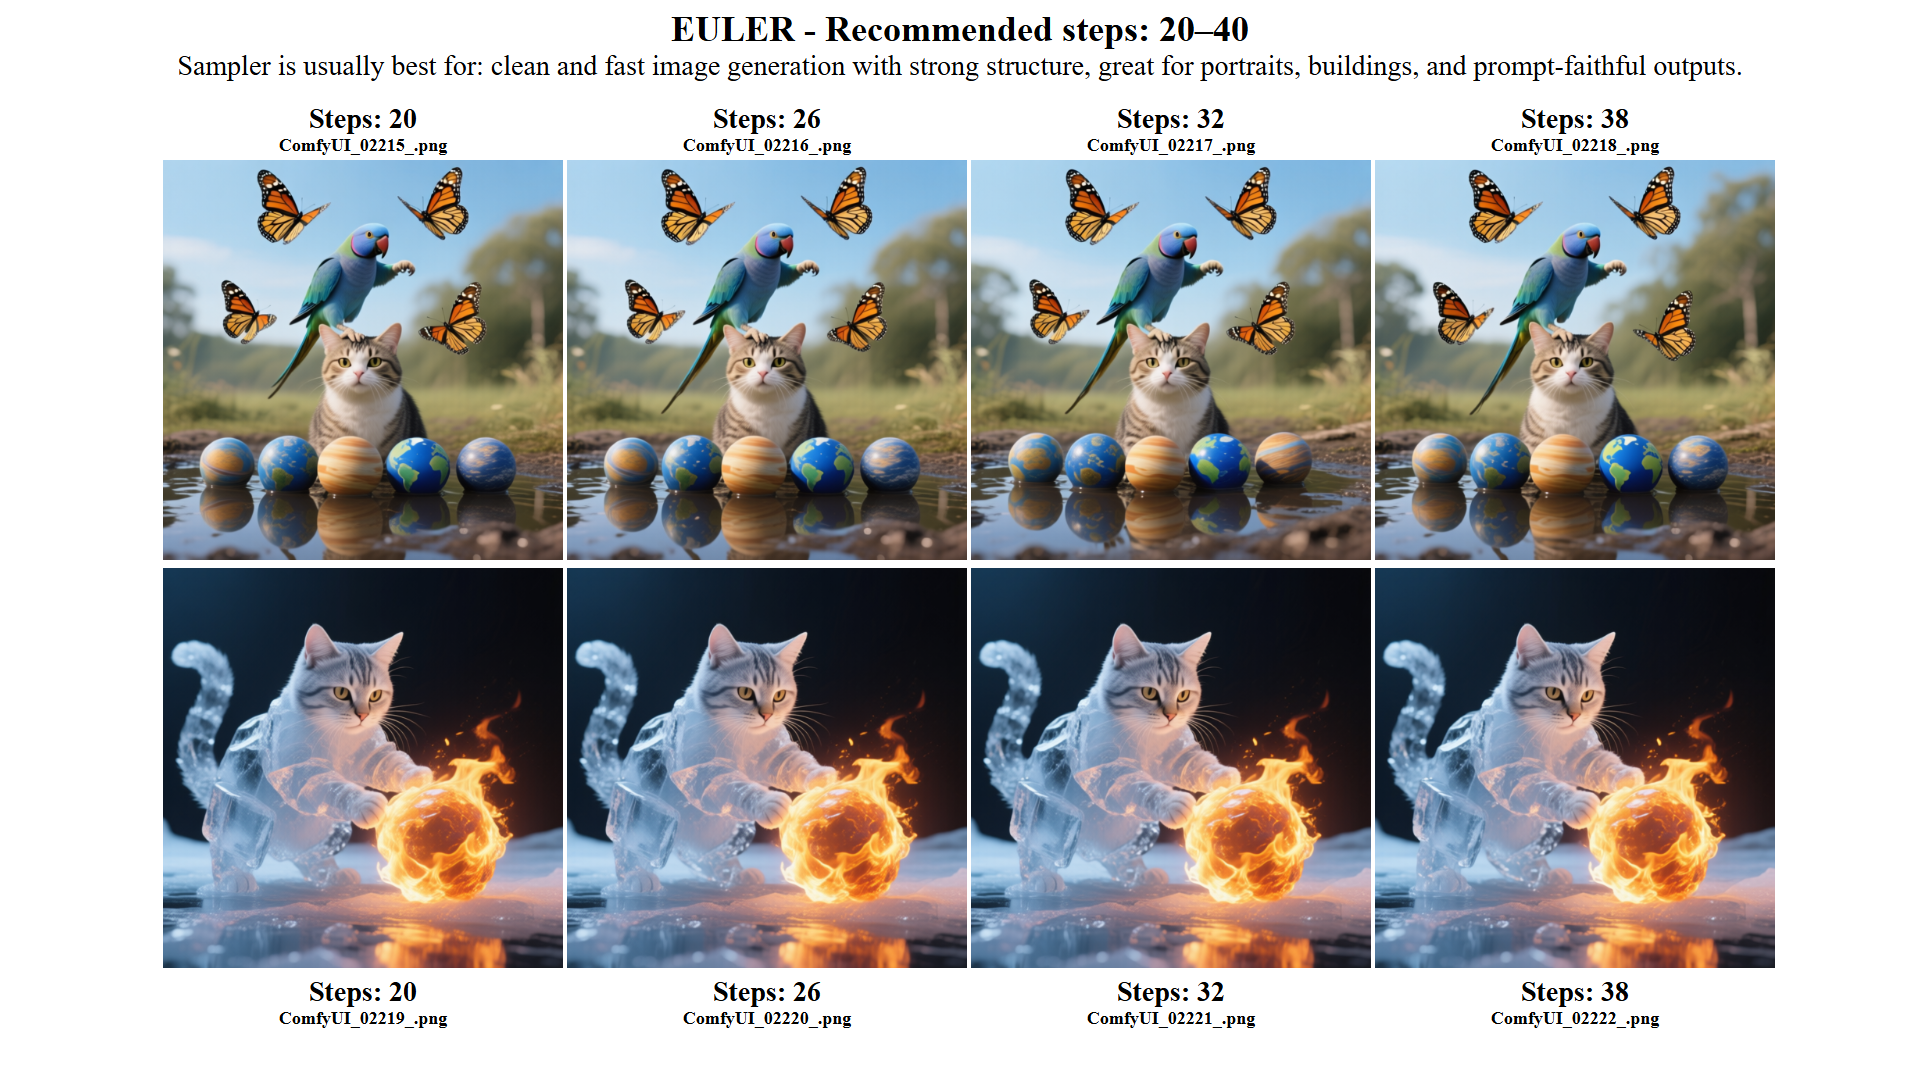 EULER - Recommended steps: 20–40
Sampler is usually best for: clean and fast image generation with strong structure, great for portraits, buildings, and prompt-faithful outputs.
Steps: 20
ComfyUI_02215_.png
Steps: 26
ComfyUI_02216_.png
Steps: 32
ComfyUI_02217_.png
Steps: 38
ComfyUI_02218_.png
Steps: 20
ComfyUI_02219_.png
Steps: 26
ComfyUI_02220_.png
Steps: 32
ComfyUI_02221_.png
Steps: 38
ComfyUI_02222_.png